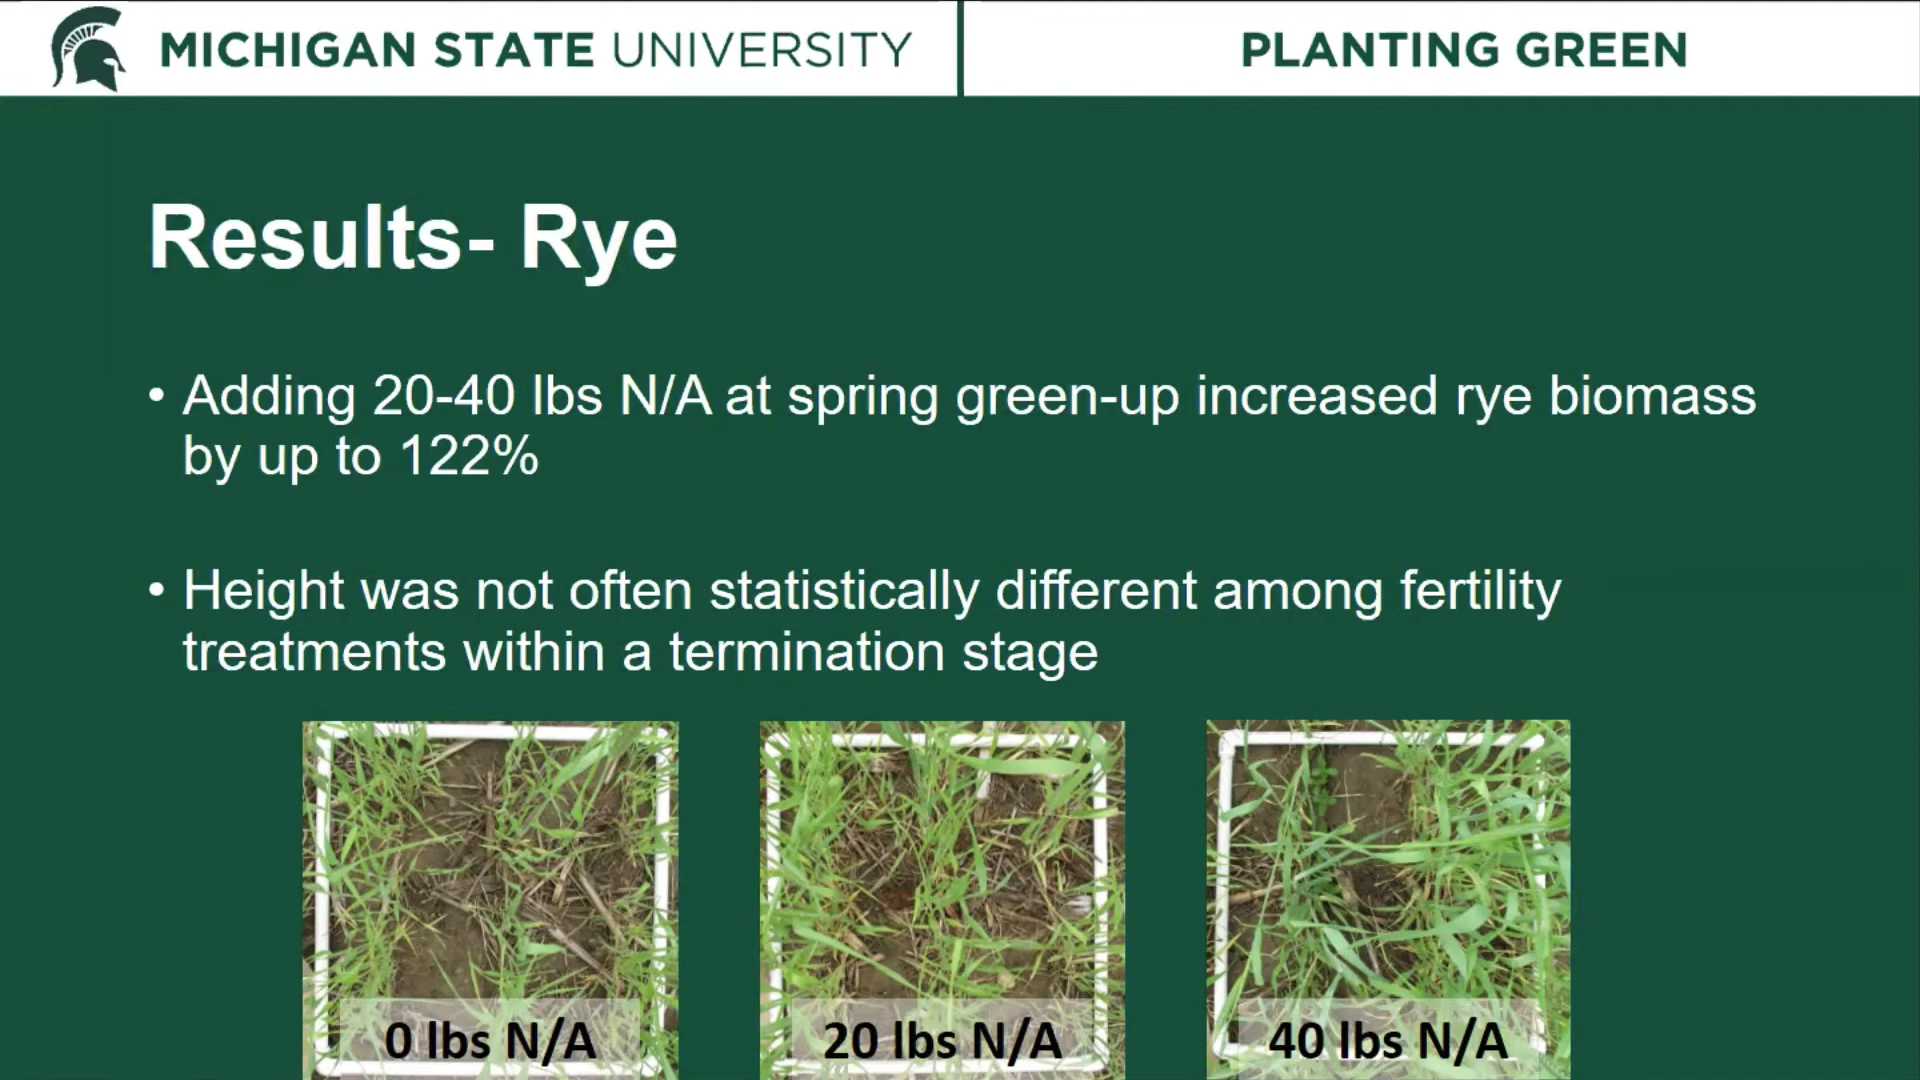 MICHIGAN STATE UNIVERSITY
PLANTING GREEN
Results- Rye
• Adding 20-40 lbs N/A at spring green-up increased rye biomass
by up to 122%
• Height was not often statistically different among fertility
treatments within a termination stage
0 lbs N/A
20 lbs N/A
40 lbs N/A